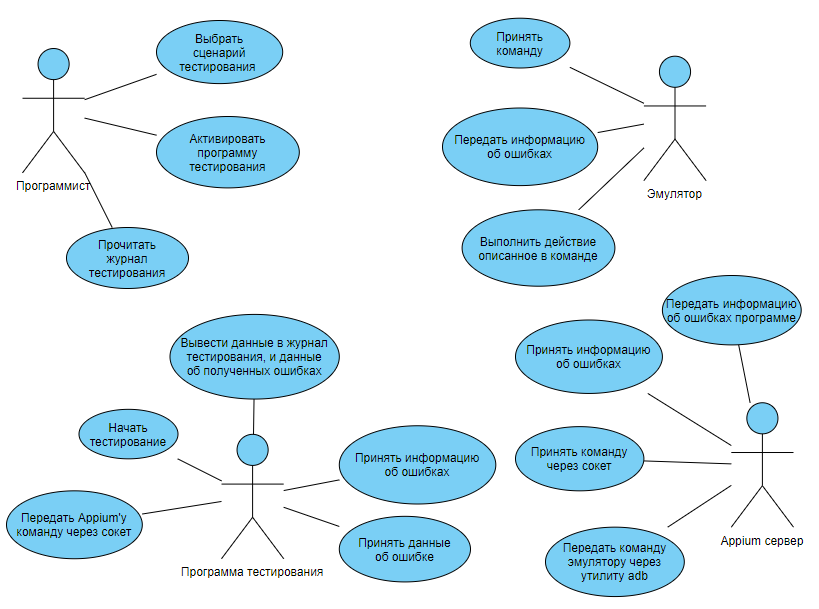 Выбрать
сценарий
тестирования
Активировать
программу
тестирования
Программист
Прочитать
журнал
тестирования
Принять
команду
Передать информацию
об ошибках
Эмулятор
Выполнить действие
описанное в команде
Вывести данные в журнал
тестирования, и данные
об полученных ошибках
Начать
тестирование
Передать Appium'у
команду через сокет
Принять информацию
об ошибках
Принять данные
об ошибке
Программа тестирования
Передать информацию
об ошибках программе
Принять информацию
об ошибках
Принять команду
через сокет
Передать команду
эмулятору через
утилиту adb
Appium сервер